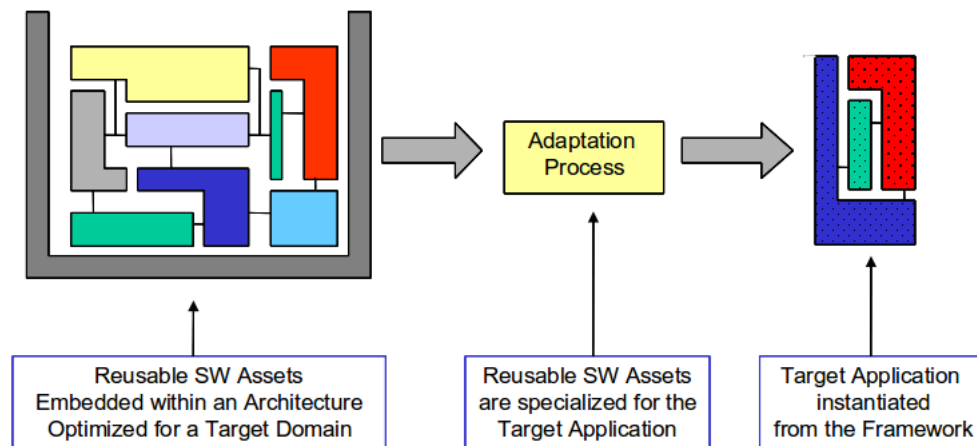 Adaptation
Process
Reusable SW Assets
Embedded within an Architecture
Optimized for a Target Domain
Reusable SW Assets
are specialized for the
Target Application
Target Application
instantiated
from the Framework